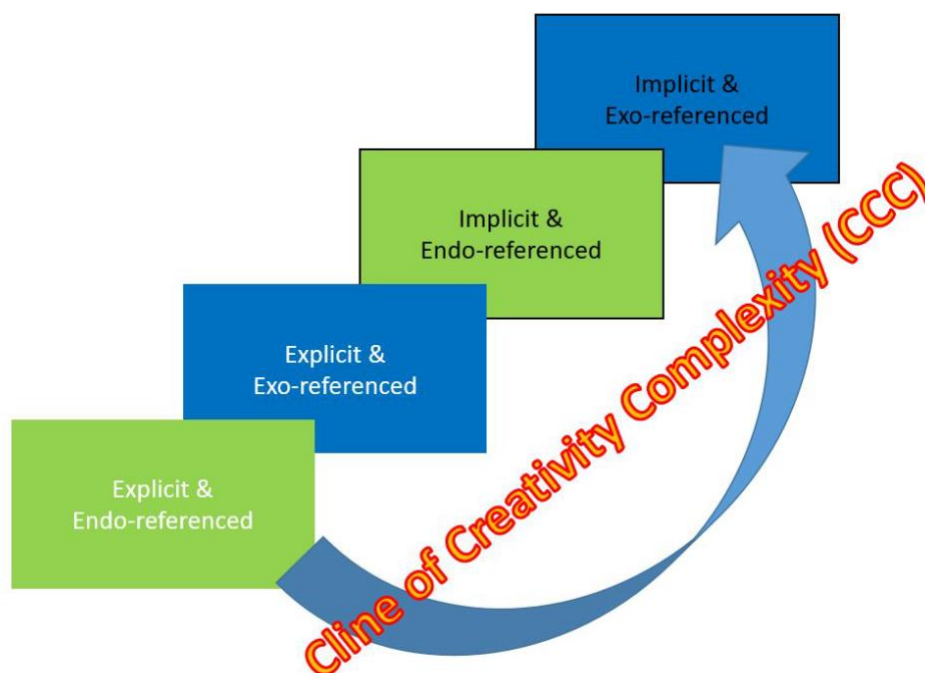 Implicit &
Exo-referenced
Implicit &
Endo-referenced
Explicit &
Exo-referenced
Explicit &
Endo-referenced
Cline of Creativity Complexity (CCC)